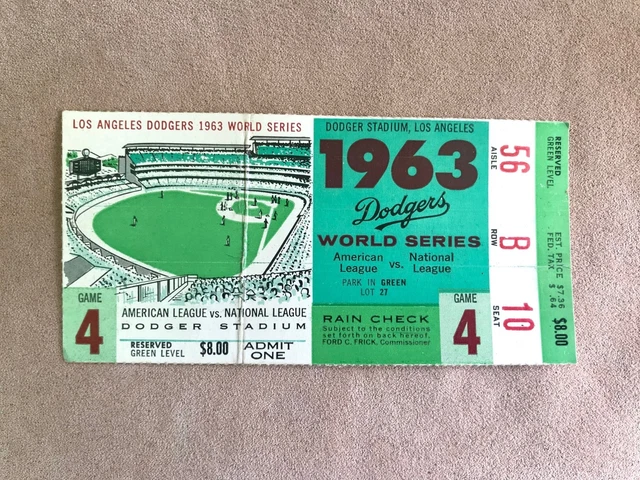 LOS ANGELES DODGERS 1963 WORLD SERIES
GAME
4
AMERICAN LEAGUE vs. NATIONAL LEAGUE
DODGER STADIUM
RESERVED
GREEN LEVEL
$8.00
ADMIT
ONE
DODGER STADIUM, LOS ANGELES
1963
Dodgers
WORLD SERIES
American
League
vs.
National
League
PARK IN GREEN
LOT 27
RAIN CHECK
Subject to the conditions
set forth on back hereof.
FORD C. FRICK, Commissioner
GAME
4
56
AISLE
B
ROW
10
SEAT
RESERVED
GREEN LEVEL
EST. PRICE $7.36
FED. TAX $ .64
$8.00